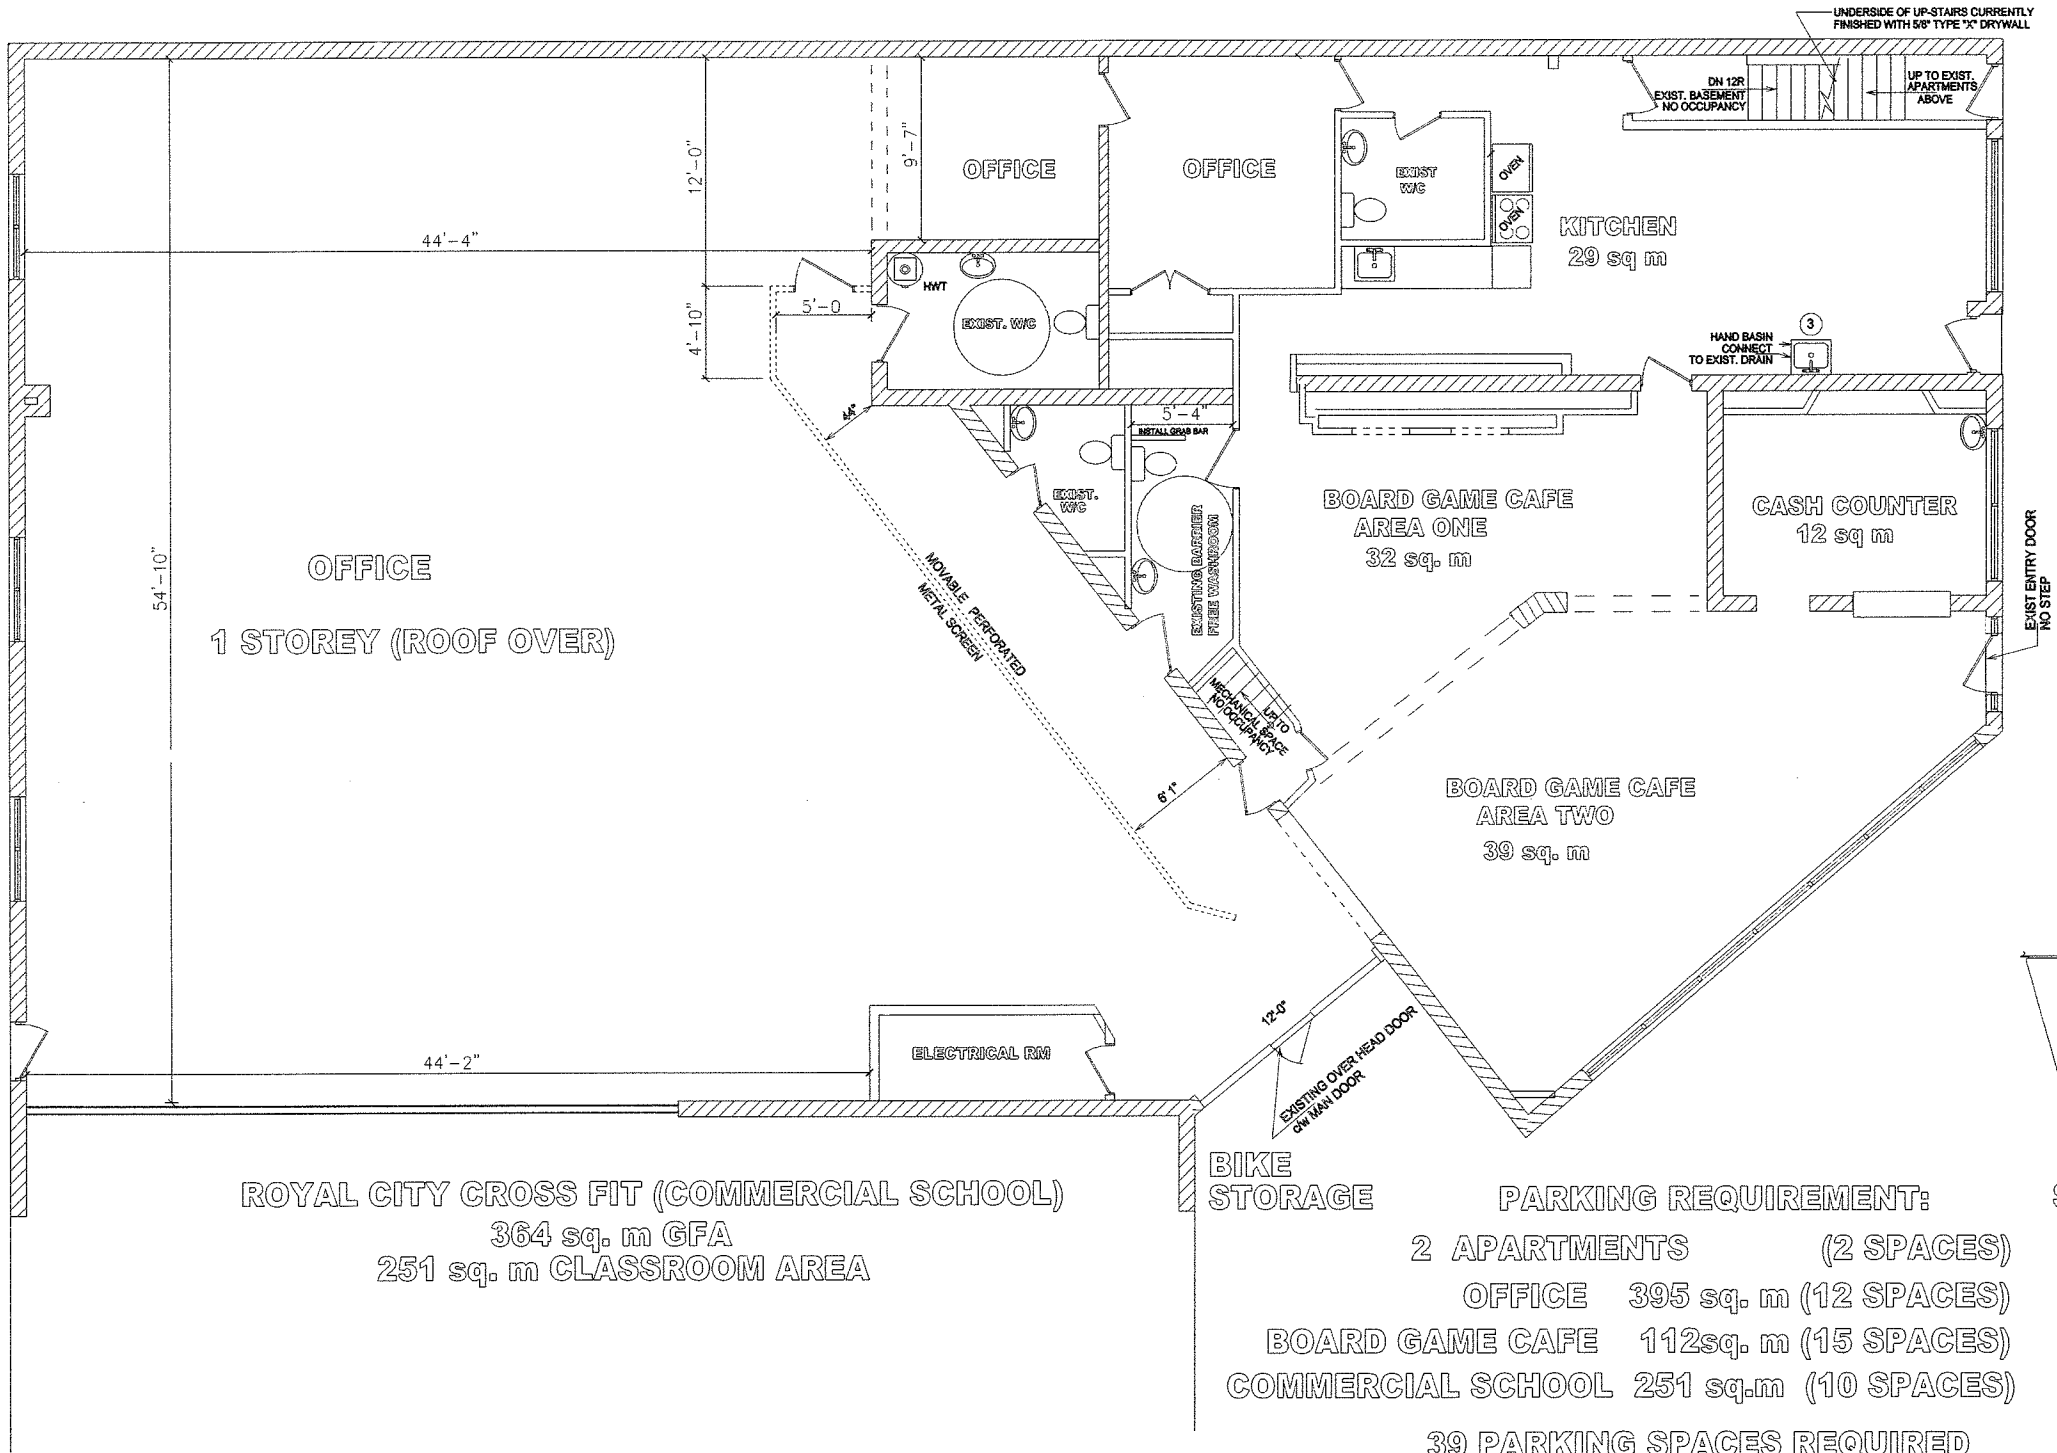 UNDERSIDE OF UP-STAIRS CURRENTLY
FINISHED WITH 5/8" TYPE "X" DRYWALL
DN 12R
EXIST. BASEMENT
NO OCCUPANCY
UP TO EXIST.
APARTMENTS
ABOVE
12'-0"
9'-7"
OFFICE
OFFICE
EXIST
W/C
OVEN
OVEN
KITCHEN
29 sq m
44'-4"
HWT
5'-0
4'-10"
EXIST. W/C
3
HAND BASIN
CONNECT
TO EXIST. DRAIN
44"
5'-4"
INSTALL GRAB BAR
EXIST.
W/C
EXISTING BARRIER
FREE WASHROOM
BOARD GAME CAFE
AREA ONE
32 sq. m
CASH COUNTER
12 sq m
EXIST ENTRY DOOR
NO STEP
54'-10"
OFFICE
1 STOREY (ROOF OVER)
MOVABLE PERFORATED
METAL SCREEN
UP TO
MECHANICAL SPACE
NO OCCUPANCY
6'1"
BOARD GAME CAFE
AREA TWO
39 sq. m
12'-0"
EXISTING OVER HEAD DOOR
c/w MAN DOOR
ELECTRICAL RM
44'-2"
BIKE
STORAGE
ROYAL CITY CROSS FIT (COMMERCIAL SCHOOL)
364 sq. m GFA
251 sq. m CLASSROOM AREA
PARKING REQUIREMENT:
2 APARTMENTS (2 SPACES)
OFFICE 395 sq. m (12 SPACES)
BOARD GAME CAFE 112sq. m (15 SPACES)
COMMERCIAL SCHOOL 251 sq.m (10 SPACES)
39 PARKING SPACES REQUIRED